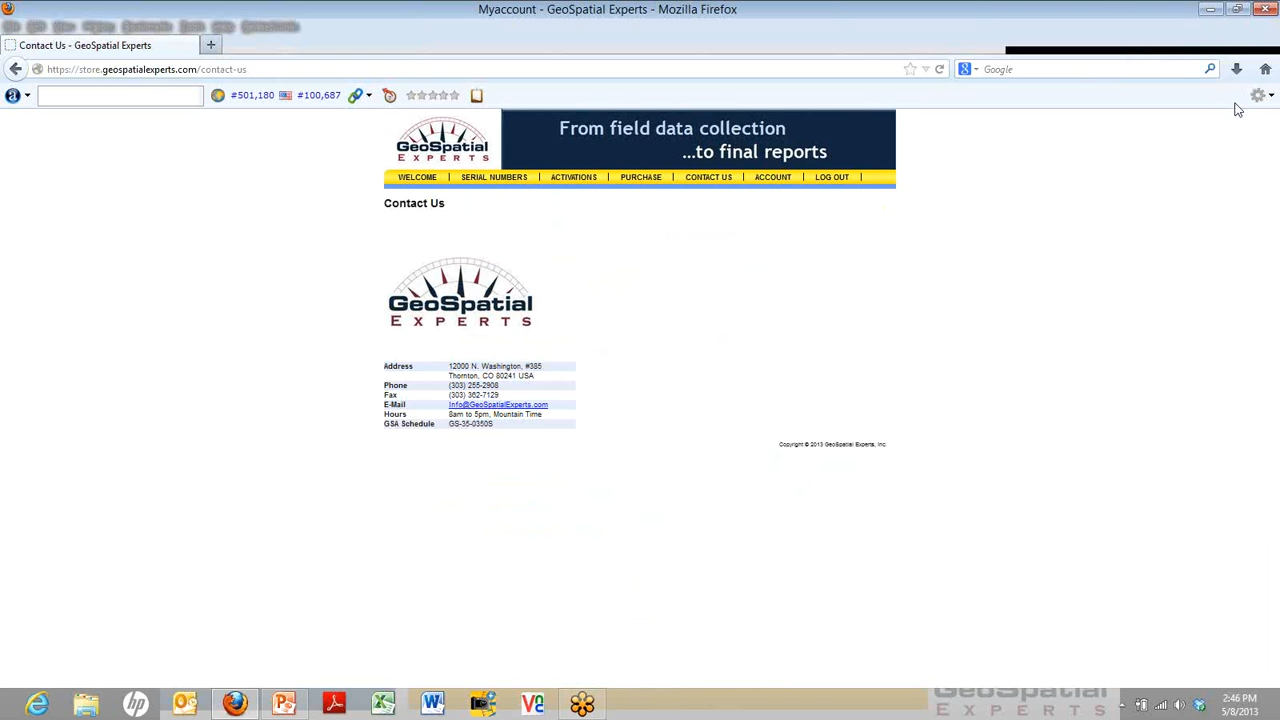 Myaccount - GeoSpatial Experts - Mozilla Firefox
Contact Us - GeoSpatial Experts
https://store.geospatialexperts.com/contact-us
Google
#501,180 #100,687
GeoSpatial
EXPERTS
From field data collection
...to final reports
WELCOME SERIAL NUMBERS ACTIVATIONS PURCHASE CONTACT US ACCOUNT LOG OUT
Contact Us
GeoSpatial
EXPERTS
Address 12000 N. Washington, #385
Thornton, CO 80241 USA
Phone (303) 255-2908
Fax (303) 362-7129
E-Mail Info@GeoSpatialExperts.com
Hours 8am to 5pm, Mountain Time
GSA Schedule GS-35-0350S
Copyright © 2013 GeoSpatial Experts, Inc.
GeoSpatial
EXPERTS
2:46 PM
5/8/2013